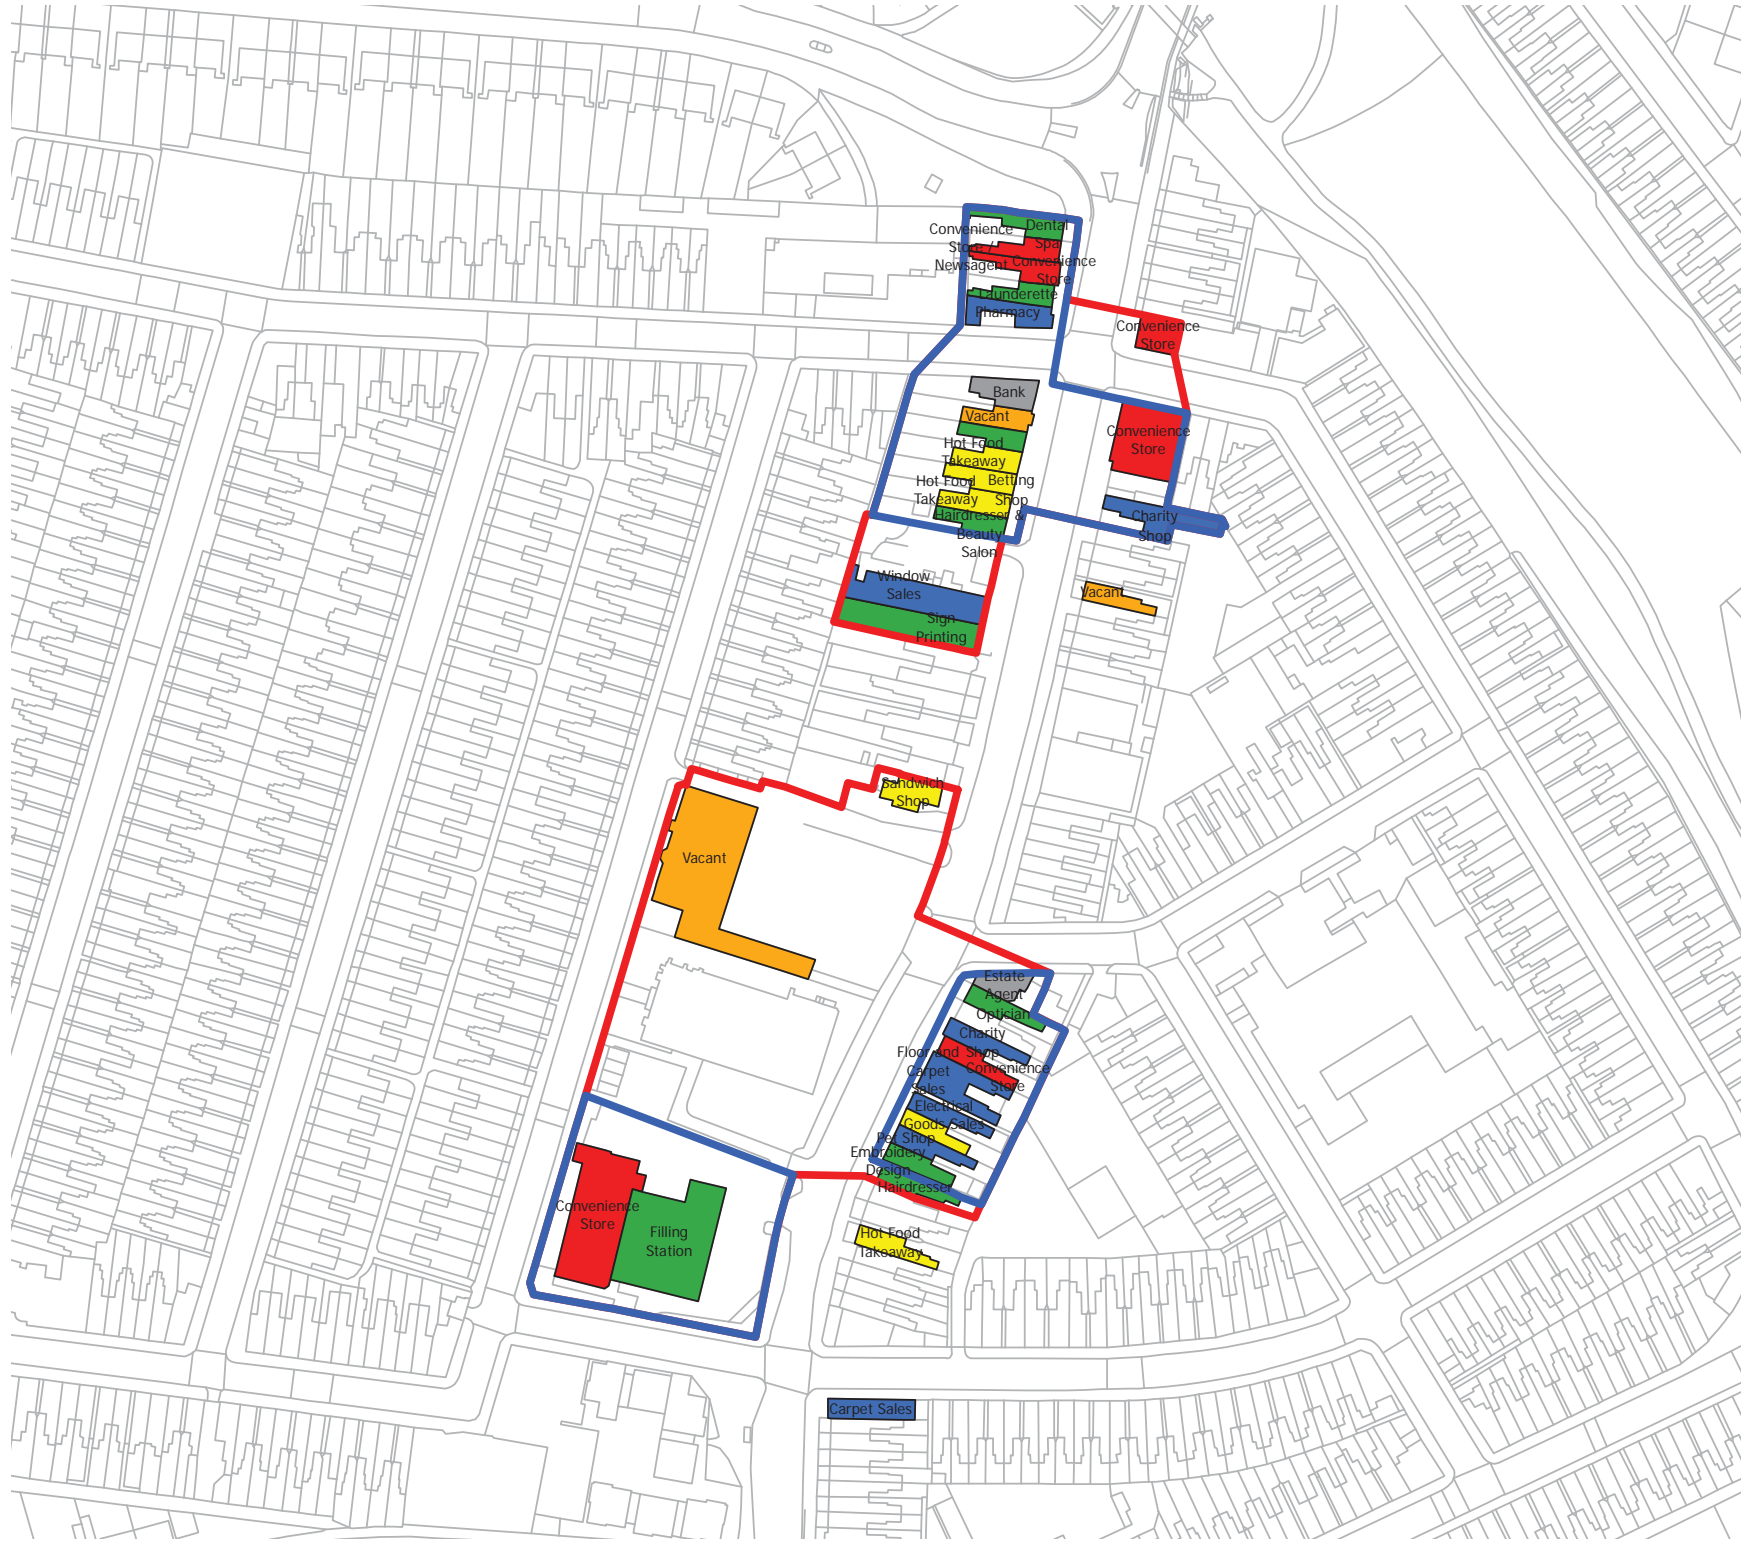 Dental
Spa
Convenience
Store /
Newsagent
Convenience
Store
Launderette
Pharmacy
Convenience
Store
Bank
Vacant
Convenience
Store
Hot Food
Takeaway
Betting
Shop
Hot Food
Takeaway
Hairdresser &
Beauty
Salon
Charity
Shop
Window
Sales
Vacant
Sign
Printing
Sandwich
Shop
Vacant
Estate
Agent
Optician
Charity
Shop
Floor and
Carpet
Sales
Convenience
Store
Electrical
Goods Sales
Pet Shop
Embroidery
Design
Hairdresser
Convenience
Store
Filling
Station
Hot Food
Takeaway
Carpet Sales